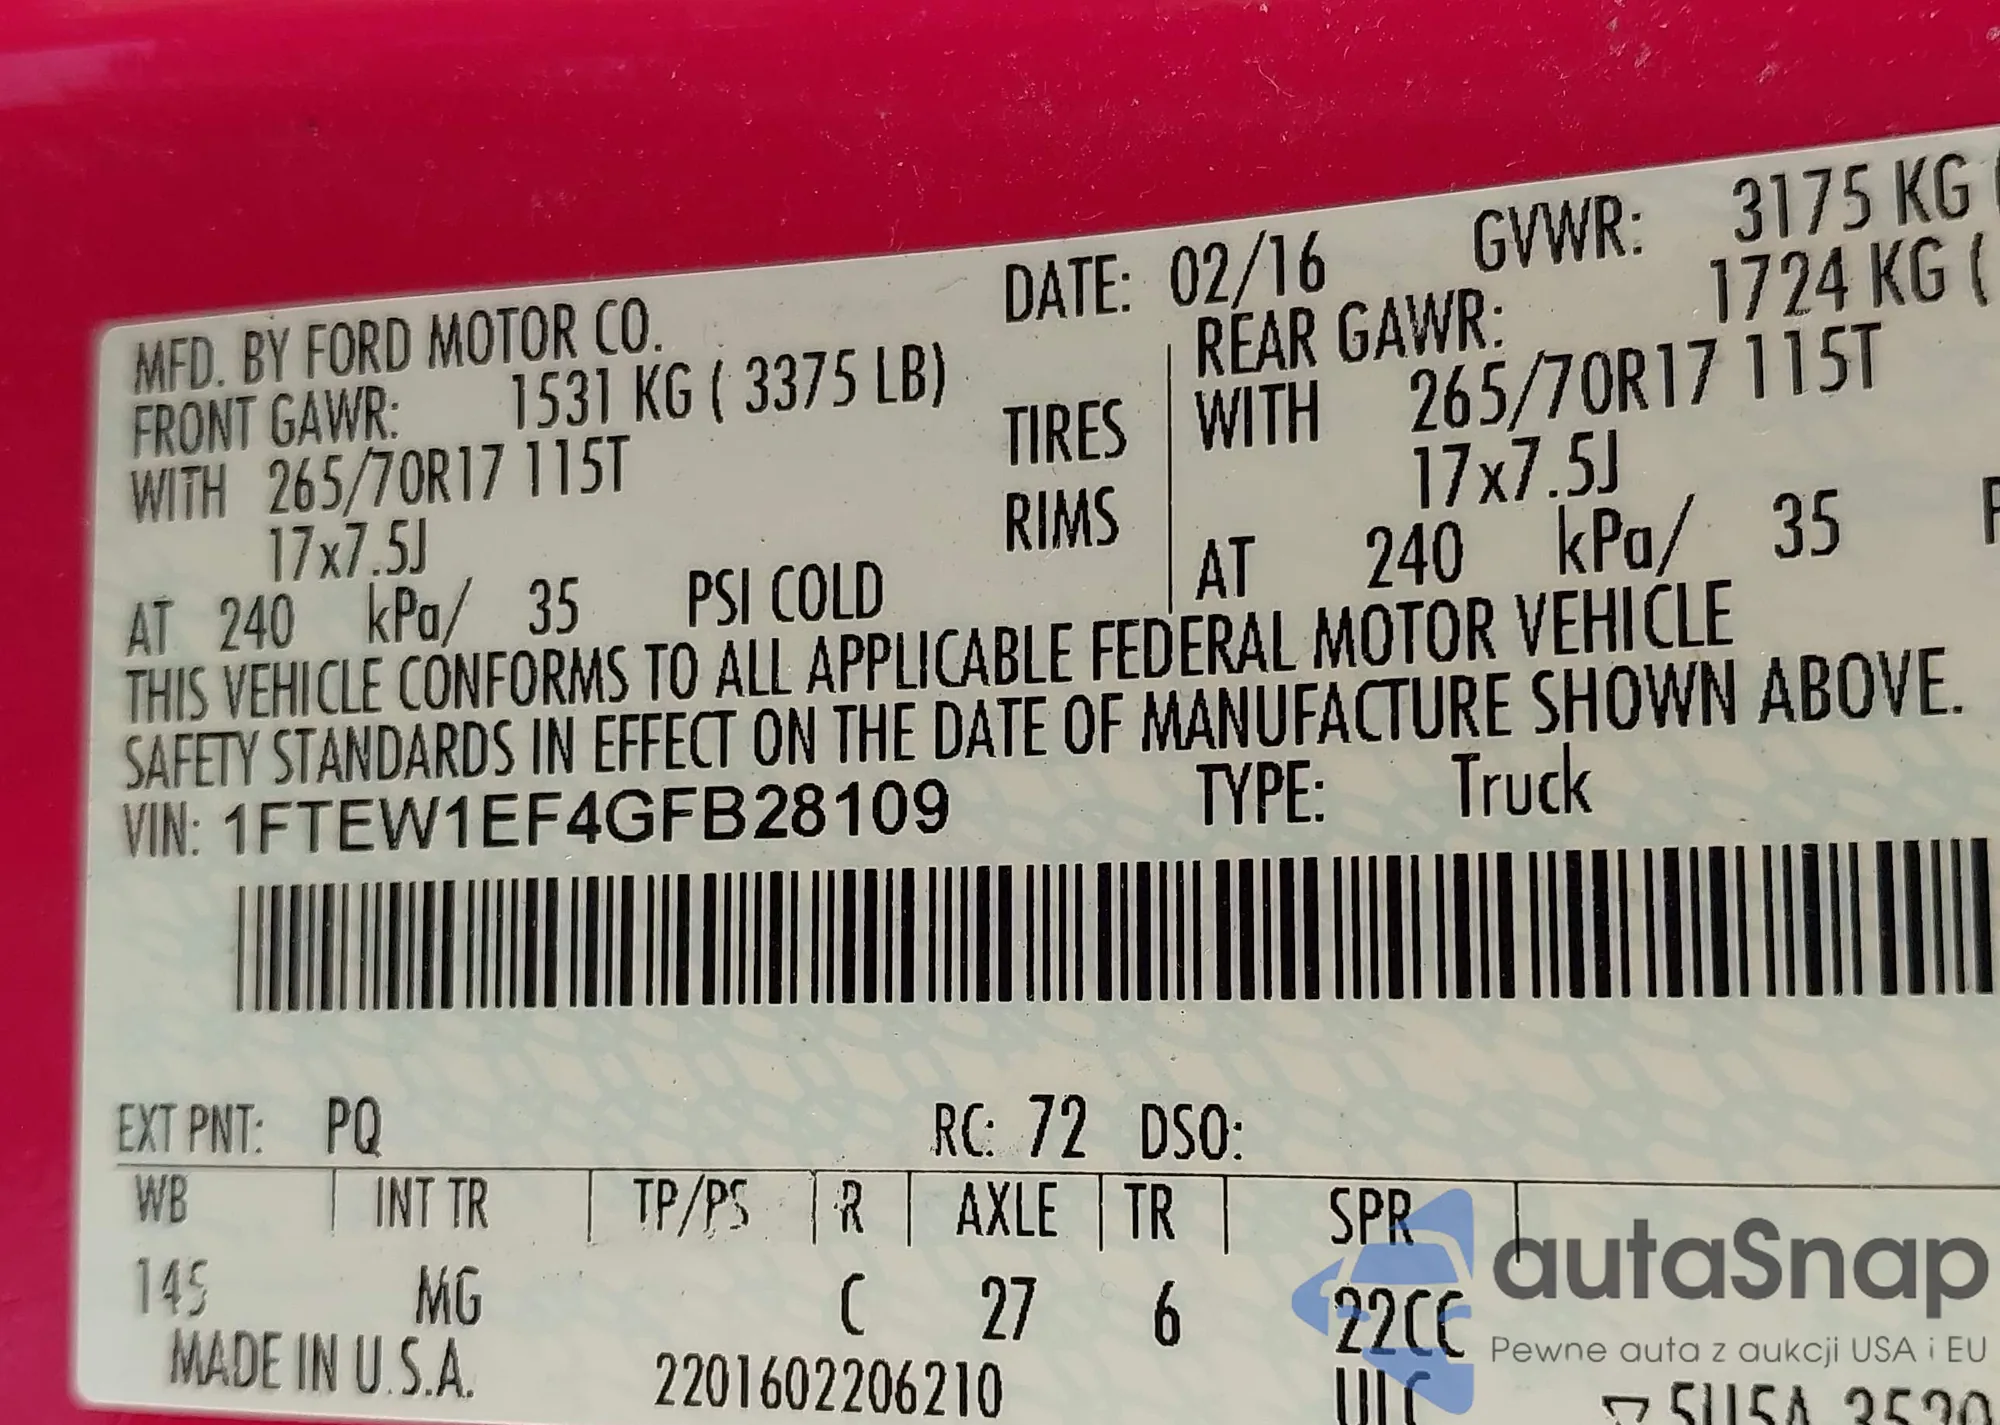 MFD. BY FORD MOTOR CO. DATE: 02/16 GVWR: 3175 KG (
FRONT GAWR: 1531 KG ( 3375 LB) REAR GAWR: 1724 KG (
WITH 265/70R17 115T TIRES WITH 265/70R17 115T
17x7.5J RIMS 17x7.5J
AT 240 kPa/ 35 PSI COLD AT 240 kPa/ 35
THIS VEHICLE CONFORMS TO ALL APPLICABLE FEDERAL MOTOR VEHICLE
SAFETY STANDARDS IN EFFECT ON THE DATE OF MANUFACTURE SHOWN ABOVE.
VIN: 1FTEW1EF4GFB28109 TYPE: Truck
EXT PNT: PQ RC: 72 DSO:
WB INT TR TP/PS R AXLE TR SPR
145 MG C 27 6 22CC
MADE IN U.S.A. 2201602206210
autaSnap
Pewne auta z aukcji USA i EU